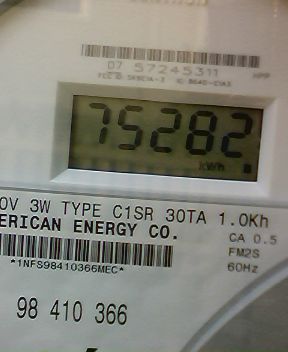 07 57245311
75282
kWh
0V 3W TYPE C1SR 30TA 1.0Kh
ERICAN ENERGY CO. CA 0.5
FM2S
*1NFS98410366MEC* 60Hz
98 410 366